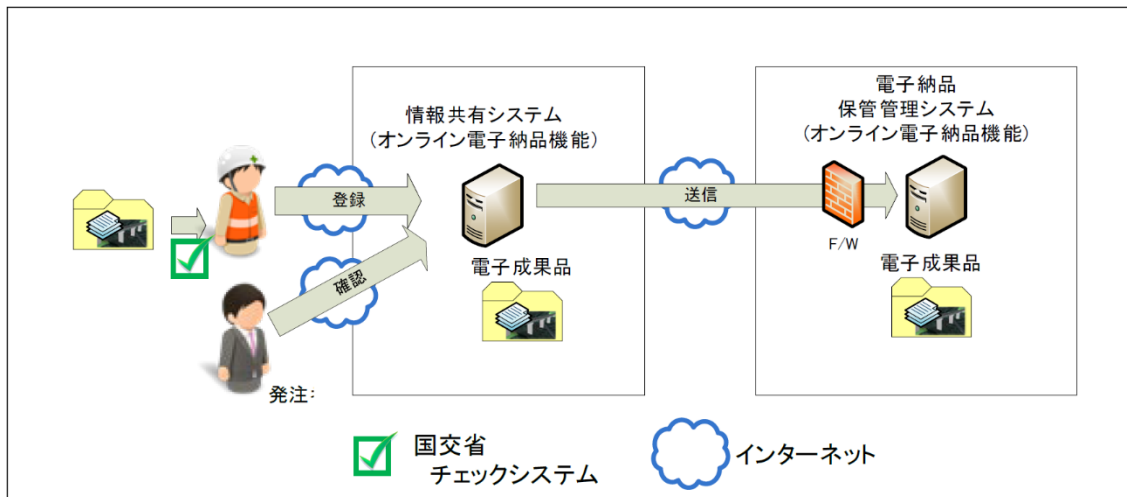 情報共有システム
（オンライン電子納品機能）
電子納品
保管管理システム
（オンライン電子納品機能）
登録
送信
確認
F/W
電子成果品
電子成果品
発注
国交省
チェックシステム
インターネット